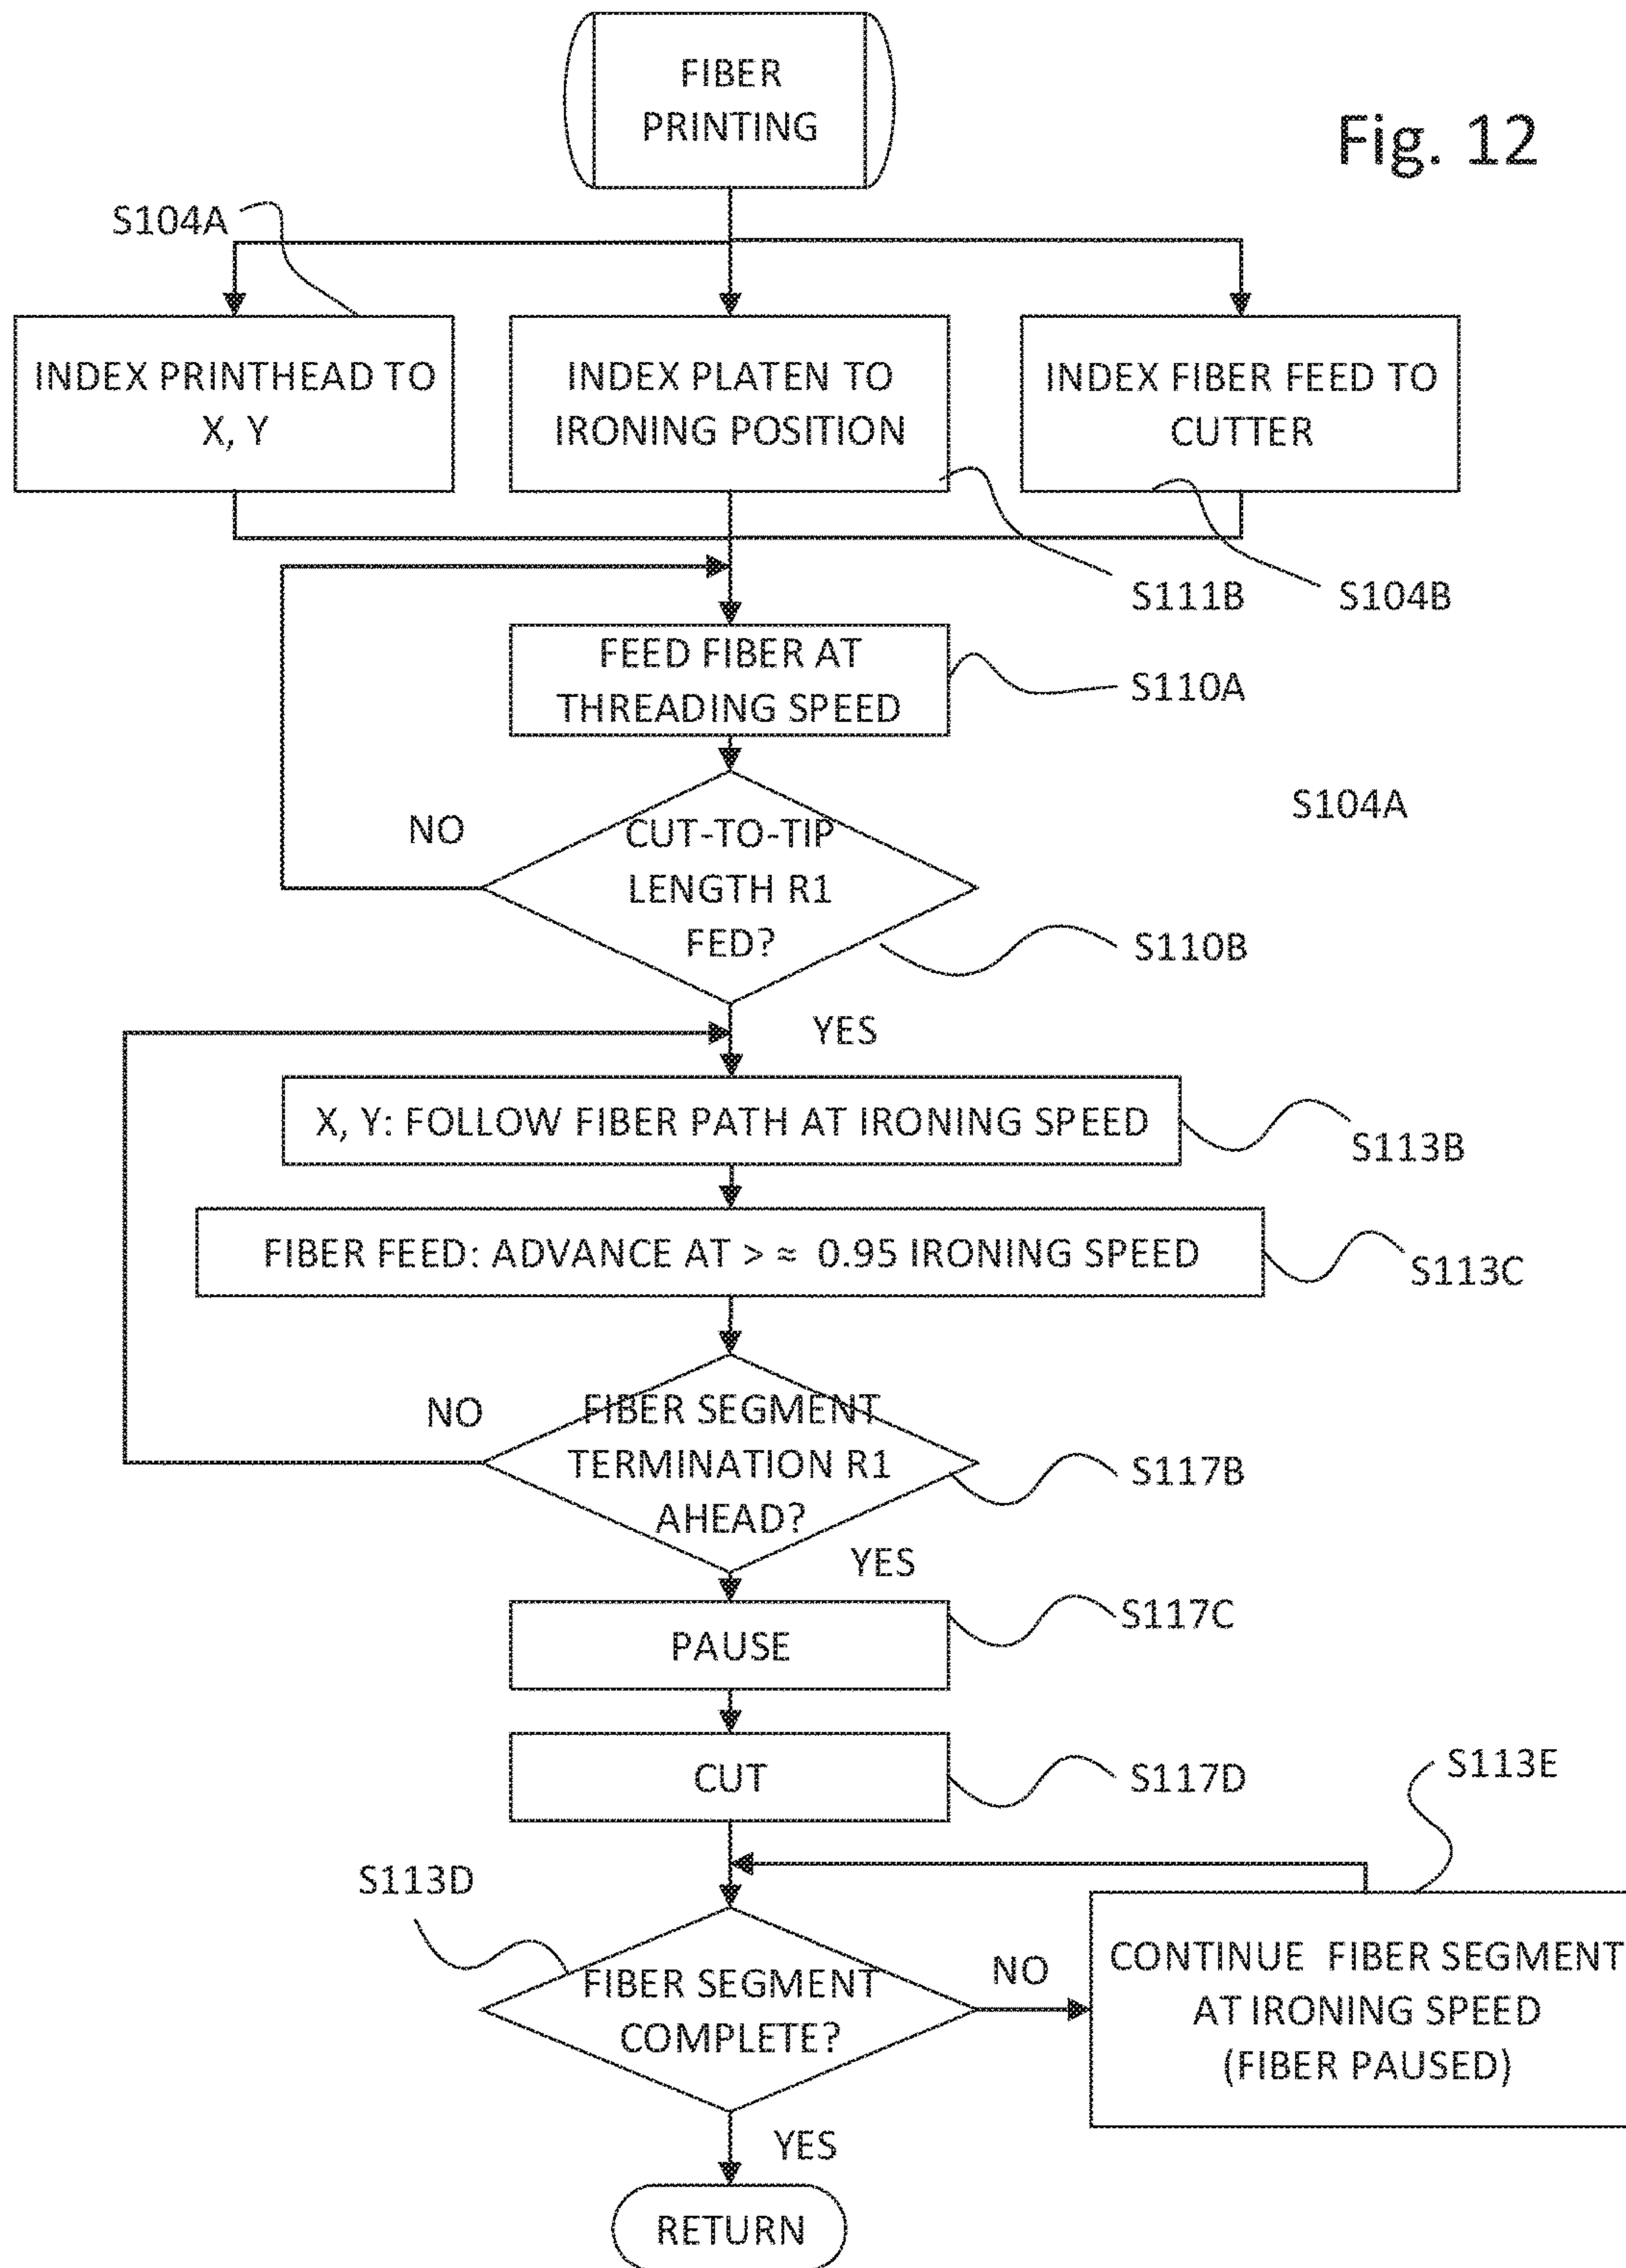 FIBER
PRINTING
Fig. 12
S104A
INDEX PRINTHEAD TO
X, Y
INDEX PLATEN TO
IRONING POSITION
INDEX FIBER FEED TO
CUTTER
S111B
S104B
FEED FIBER AT
THREADING SPEED
S110A
S104A
NO
CUT-TO-TIP
LENGTH R1
FED?
S110B
YES
X, Y: FOLLOW FIBER PATH AT IRONING SPEED
S113B
FIBER FEED: ADVANCE AT > ≈ 0.95 IRONING SPEED
S113C
NO
FIBER SEGMENT
TERMINATION R1
AHEAD?
S117B
YES
PAUSE
S117C
CUT
S117D
S113E
S113D
FIBER SEGMENT
COMPLETE?
NO
CONTINUE FIBER SEGMENT
AT IRONING SPEED
(FIBER PAUSED)
YES
RETURN